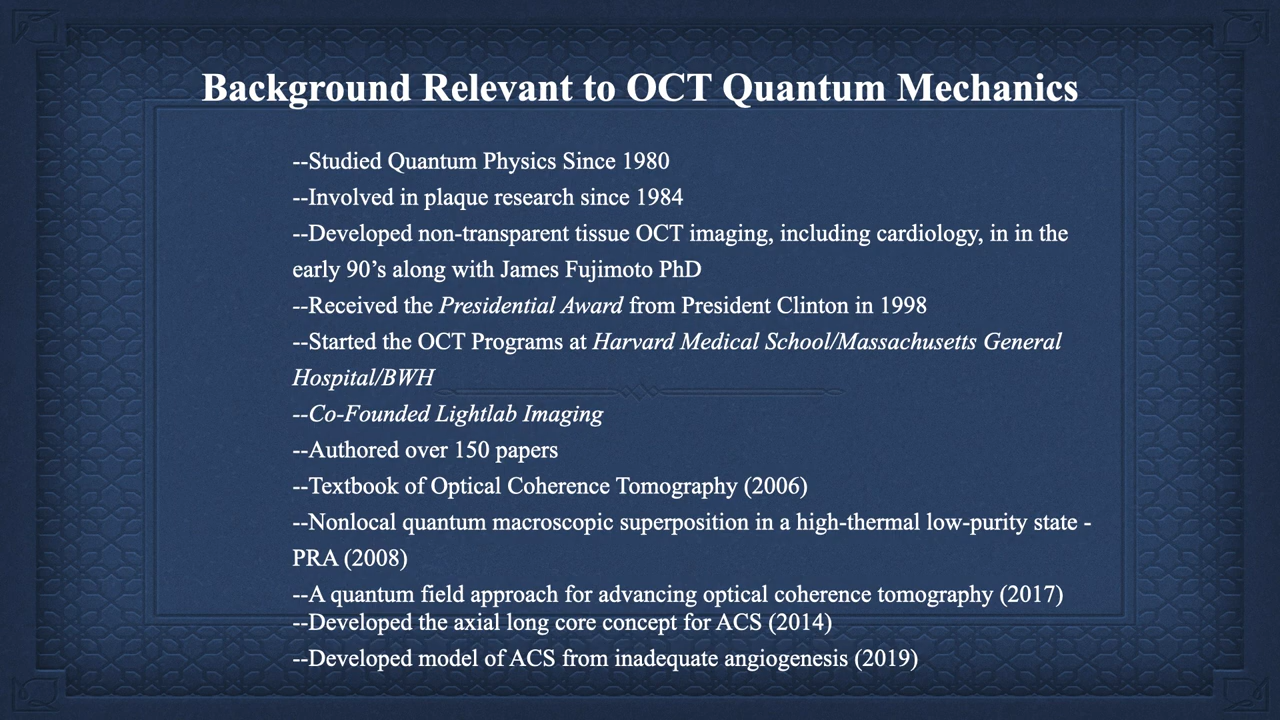 Background Relevant to OCT Quantum Mechanics
--Studied Quantum Physics Since 1980
--Involved in plaque research since 1984
--Developed non-transparent tissue OCT imaging, including cardiology, in in the
early 90’s along with James Fujimoto PhD
--Received the Presidential Award from President Clinton in 1998
--Started the OCT Programs at Harvard Medical School/Massachusetts General
Hospital/BWH
--Co-Founded Lightlab Imaging
--Authored over 150 papers
--Textbook of Optical Coherence Tomography (2006)
--Nonlocal quantum macroscopic superposition in a high-thermal low-purity state -
PRA (2008)
--A quantum field approach for advancing optical coherence tomography (2017)
--Developed the axial long core concept for ACS (2014)
--Developed model of ACS from inadequate angiogenesis (2019)